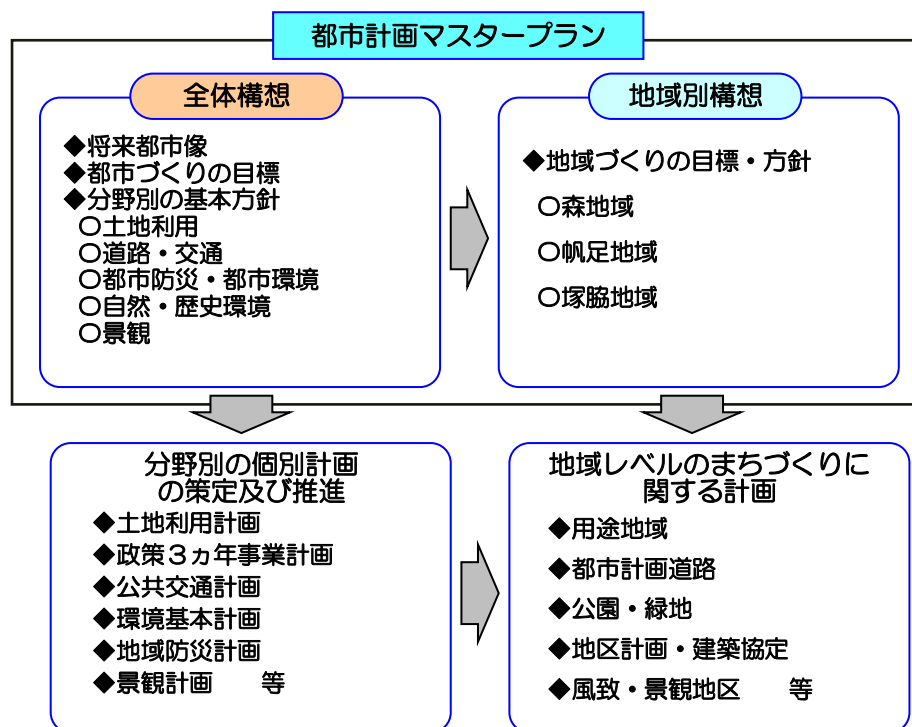 都市計画マスタープラン
全体構想
◆将来都市像
◆都市づくりの目標
◆分野別の基本方針
〇土地利用
〇道路・交通
〇都市防災・都市環境
〇自然・歴史環境
〇景観
地域別構想
◆地域づくりの目標・方針
〇森地域
〇帆足地域
〇塚脇地域
分野別の個別計画
の策定及び推進
◆土地利用計画
◆政策３ヵ年事業計画
◆公共交通計画
◆環境基本計画
◆地域防災計画
◆景観計画　　等
地域レベルのまちづくりに
関する計画
◆用途地域
◆都市計画道路
◆公園・緑地
◆地区計画・建築協定
◆風致・景観地区　　等